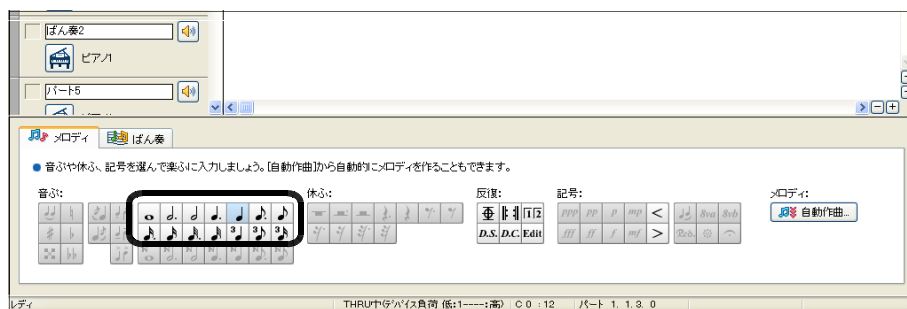 ばん奏2
ピアノ1
パート5
メロディ ばん奏
音ぶや休ふ、記号を選んで楽ふに入力しましょう。[自動作曲]から自動的にメロディを作ることもできます。
音ぶ: 休ふ: 反復: 記号: メロディ:
ppp pp p mp < 8va 8vb 自動作曲...
D.S. D.C. Edit fff ff f mf > Ped.
レディ THRU中(デバイス負荷 低:1----:高) C 0 : 12 パート 1. 1. 3. 0